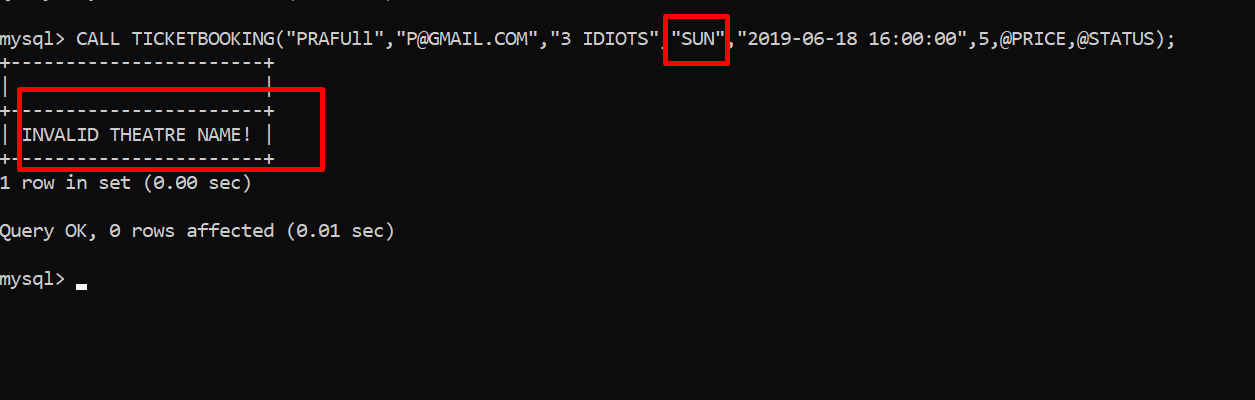 mysql> CALL TICKETBOOKING("PRAFUll","P@GMAIL.COM","3 IDIOTS","SUN","2019-06-18 16:00:00",5,@PRICE,@STATUS);
+----------------------+
|                      |
+----------------------+
| INVALID THEATRE NAME! |
+----------------------+
1 row in set (0.00 sec)
Query OK, 0 rows affected (0.01 sec)
mysql>